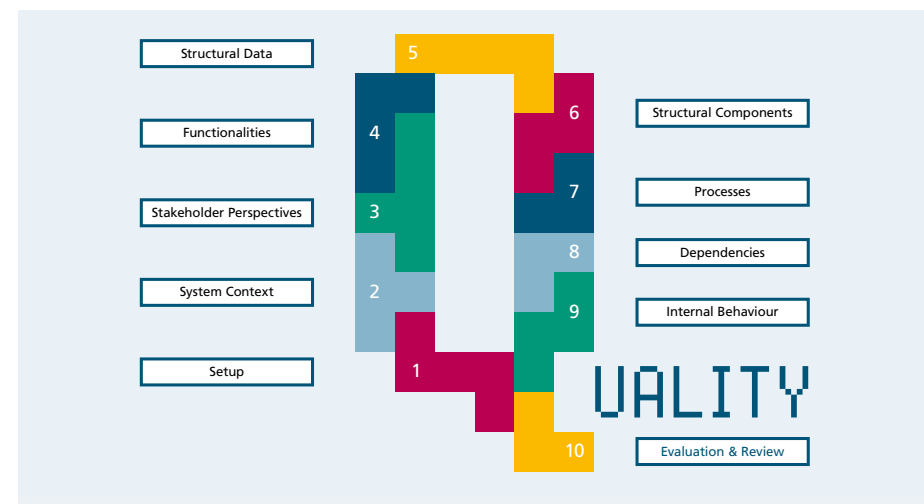 Structural Data
5
6
Structural Components
Functionalities
4
7
Processes
Stakeholder Perspectives
3
8
Dependencies
System Context
2
9
Internal Behaviour
Setup
1
UALITY
10
Evaluation & Review